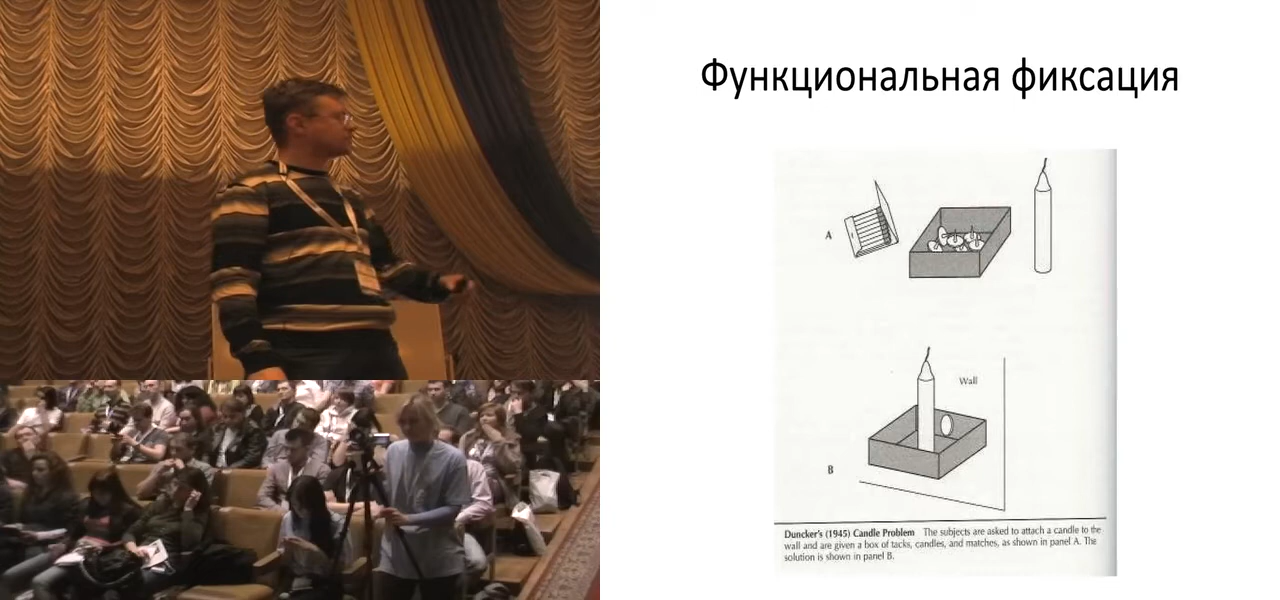 Функциональная фиксация
A
Wall
B
Duncker's (1945) Candle Problem The subjects are asked to attach a candle to the
wall and are given a box of tacks, candles, and matches, as shown in panel A. The
solution is shown in panel B.